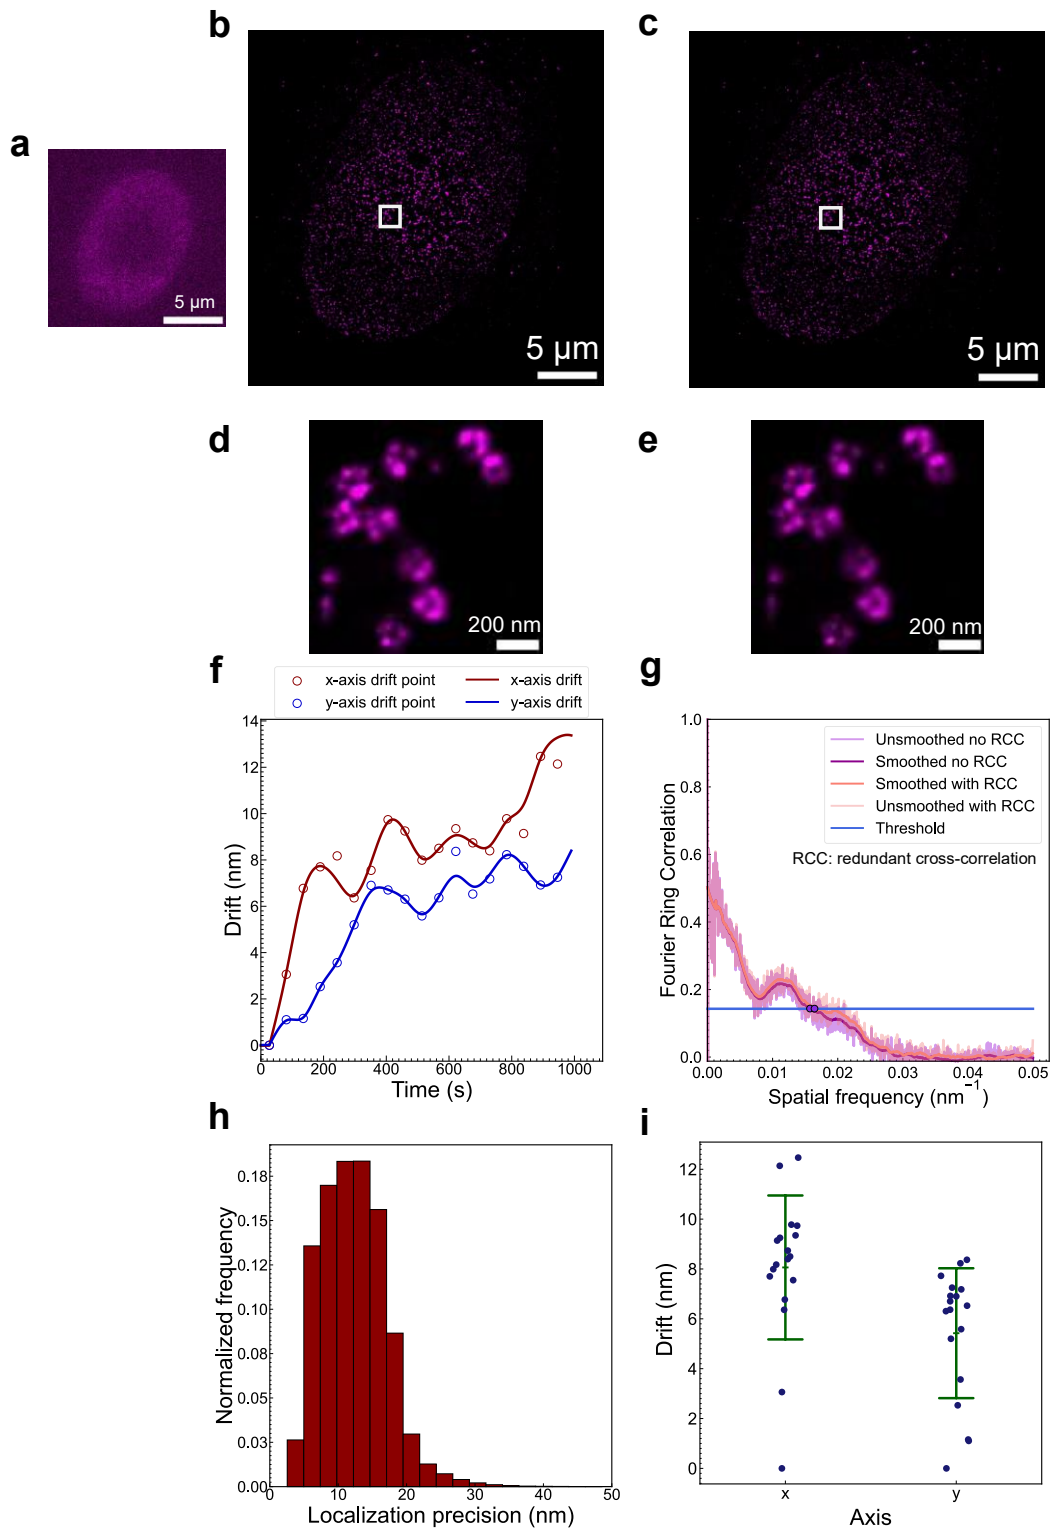 a
5 μm
b
5 μm
c
5 μm
d
200 nm
e
200 nm
f
x-axis drift point
x-axis drift
y-axis drift point
y-axis drift
14
12
10
8
6
4
2
0
Drift (nm)
0
200
400
600
800
1000
Time (s)
g
Unsmoothed no RCC
Smoothed no RCC
Smoothed with RCC
Unsmoothed with RCC
Threshold
RCC: redundant cross-correlation
1.0
0.8
0.6
0.4
0.2
0.0
Fourier Ring Correlation
0.00
0.01
0.02
0.03
0.04
0.05
Spatial frequency (nm⁻¹)
h
0.18
0.15
0.13
0.10
0.08
0.05
0.03
0.00
Normalized frequency
0
10
20
30
40
50
Localization precision (nm)
i
12
10
8
6
4
2
0
Drift (nm)
x
y
Axis